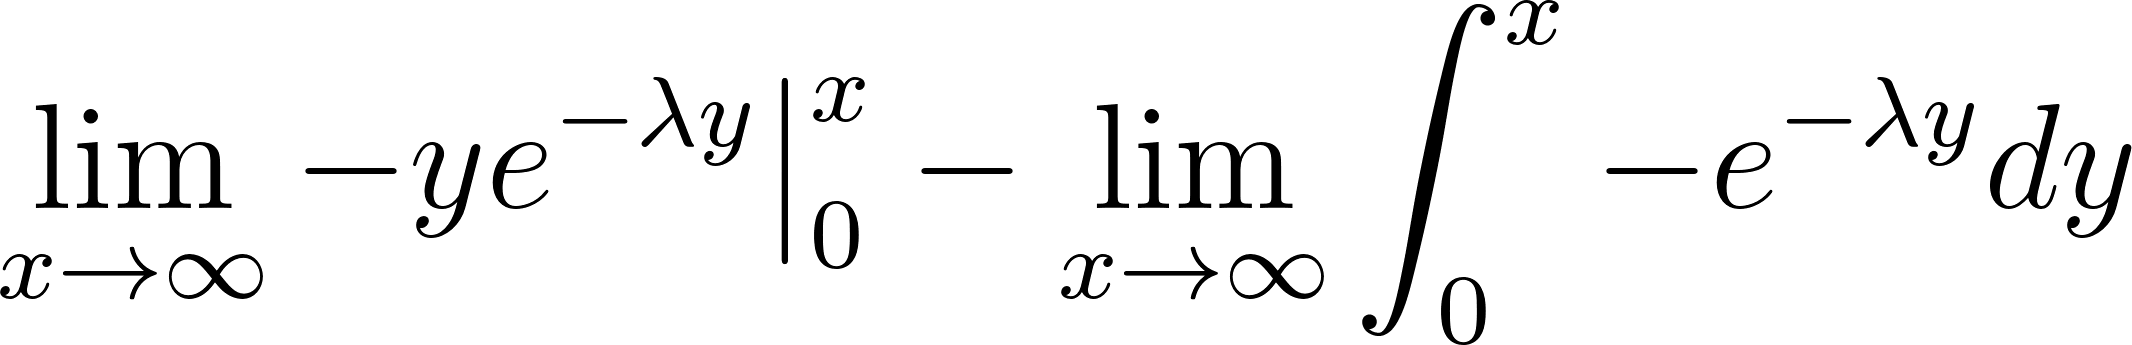 \lim_{x \to \infty} -ye^{-\lambda y} \Big|_0^x - \lim_{x \to \infty} \int_0^x -e^{-\lambda y} dy